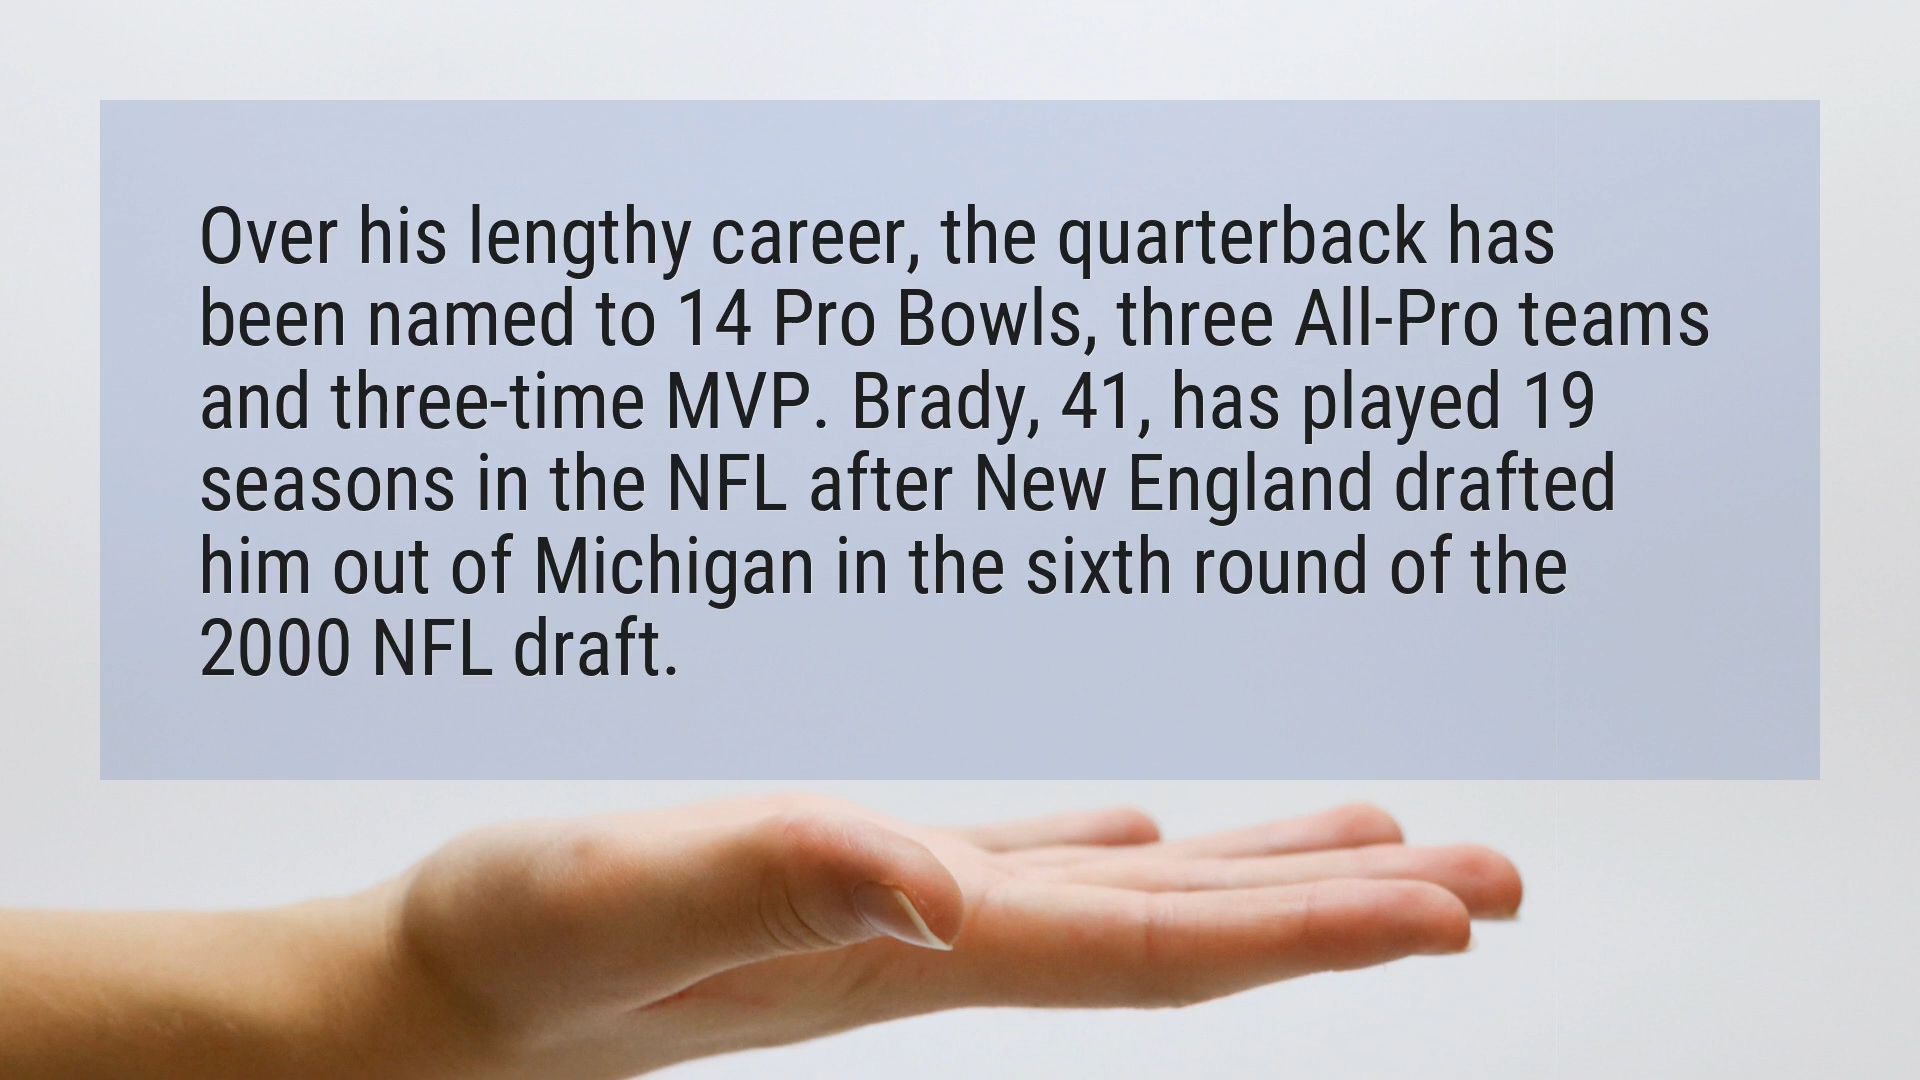 Over his lengthy career, the quarterback has
been named to 14 Pro Bowls, three All-Pro teams
and three-time MVP. Brady, 41, has played 19
seasons in the NFL after New England drafted
him out of Michigan in the sixth round of the
2000 NFL draft.